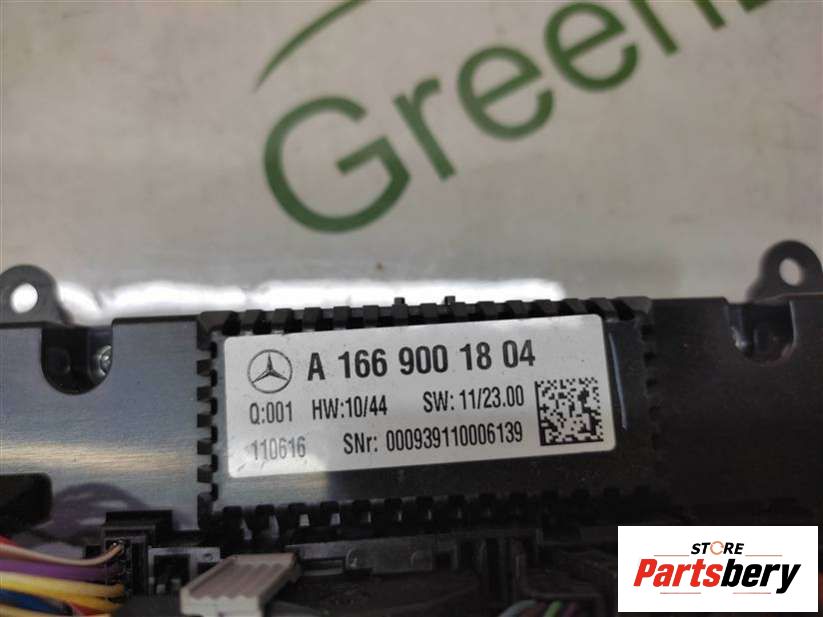 Green
A 166 900 18 04
Q:001 HW:10/44 SW: 11/23.00
110616 SNr: 000939110006139
STORE
Partsbery